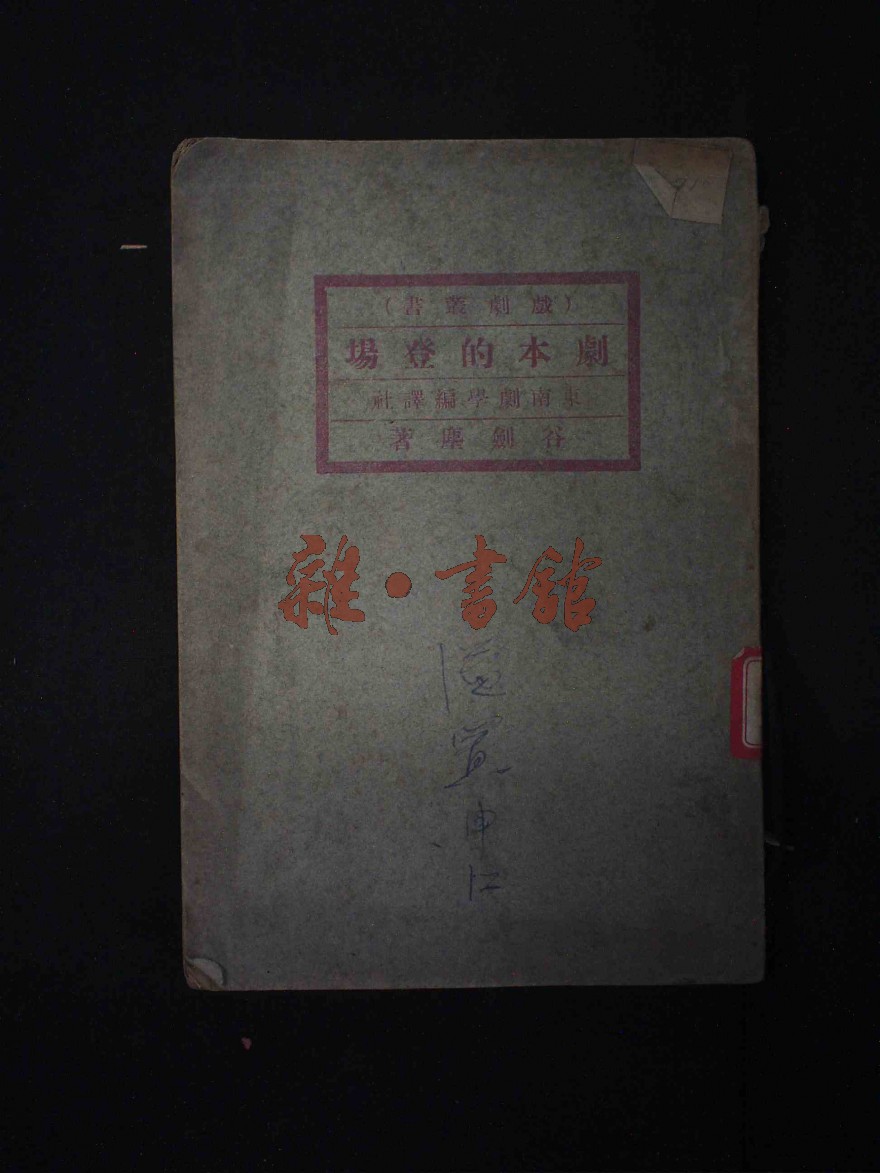 （戲劇叢書）
劇本的登場
東南劇學編譯社
谷劍塵著
雜·書館